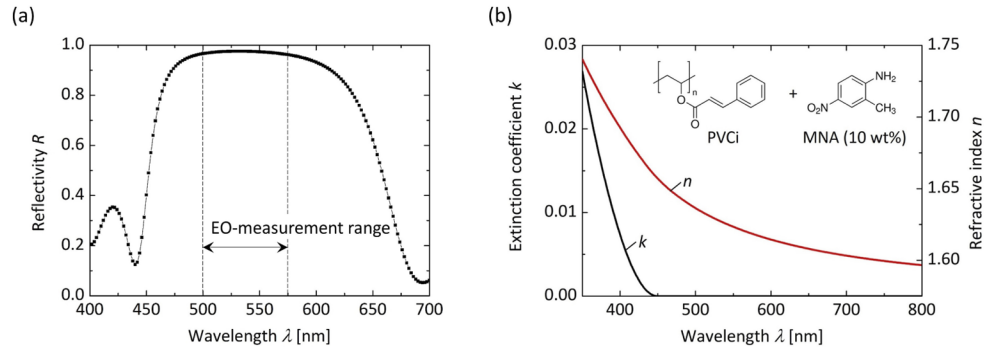 (a)
1.0
0.8
0.6
0.4
0.2
0.0
Reflectivity R
EO-measurement range
400 450 500 550 600 650 700
Wavelength λ [nm]
(b)
0.03
0.02
0.01
0.00
Extinction coefficient k
n
O
O
PVCi
+
NH2
O2N
CH3
MNA (10 wt%)
n
k
1.75
1.70
1.65
1.60
Refractive index n
400 500 600 700 800
Wavelength λ [nm]